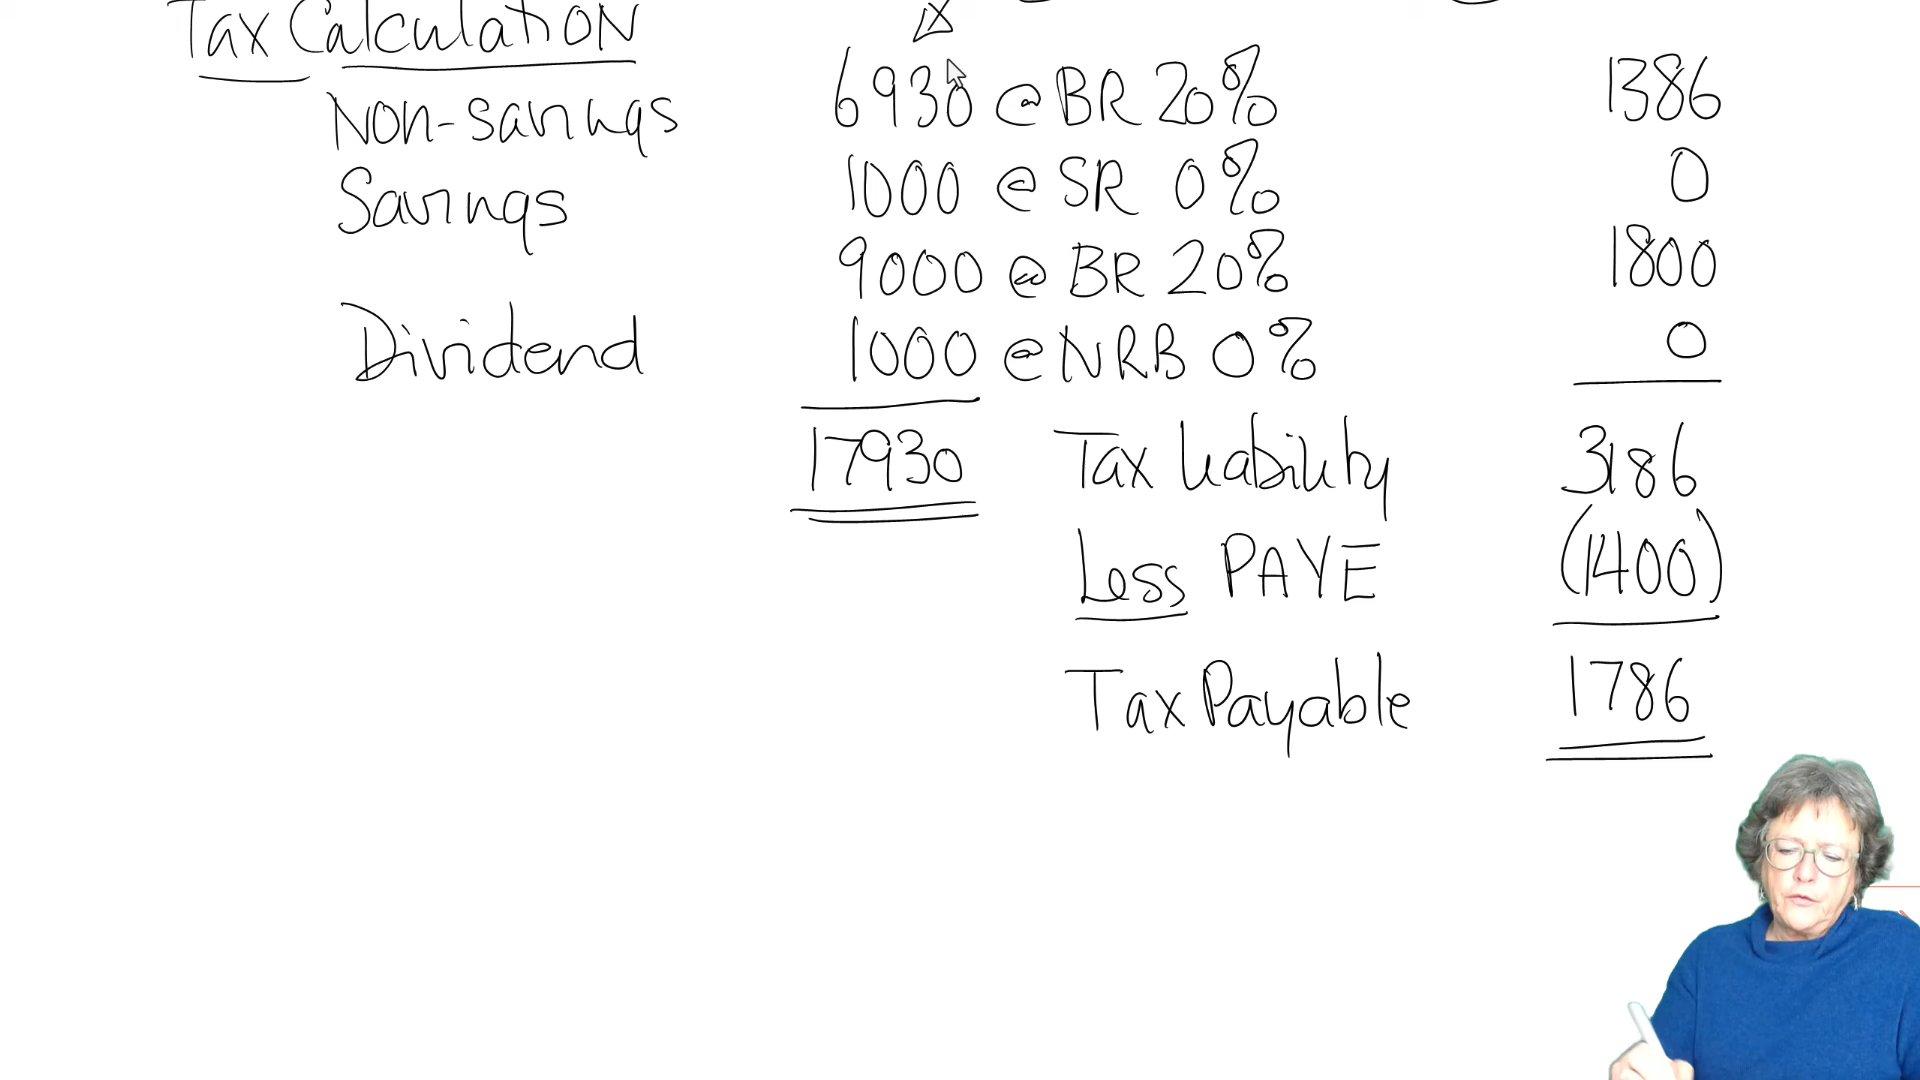 Tax Calculation
Non-savings 6930 @ BR 20% 1386
Savings 1000 @ SR 0% 0
9000 @ BR 20% 1800
Dividend 1000 @ NRB 0% 0
17930 Tax liability 3186
Less PAYE (1400)
Tax Payable 1786